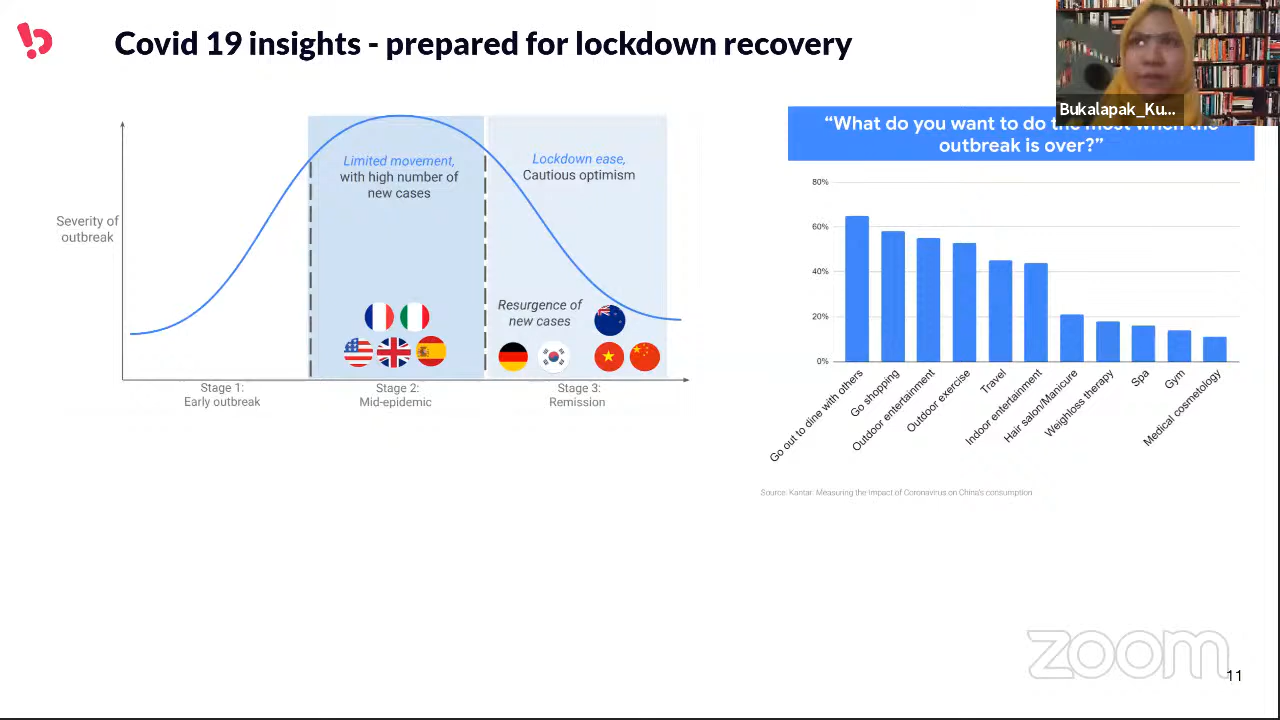 Covid 19 insights - prepared for lockdown recovery
Bukalapak_Ku...
Severity of
outbreak
Limited movement,
with high number of
new cases
Lockdown ease,
Cautious optimism
Resurgence of
new cases
Stage 1:
Early outbreak
Stage 2:
Mid-epidemic
Stage 3:
Remission
“What do you want to do the most when the
outbreak is over?”
80%
60%
40%
20%
0%
Go out to dine with others
Go shopping
Outdoor entertainment
Outdoor exercise
Travel
Indoor entertainment
Hair salon/Manicure
Weighloss therapy
Spa
Gym
Medical cosmetology
Source: Kantar: Measuring the Impact of Coronavirus on China's consumption
zoom
11